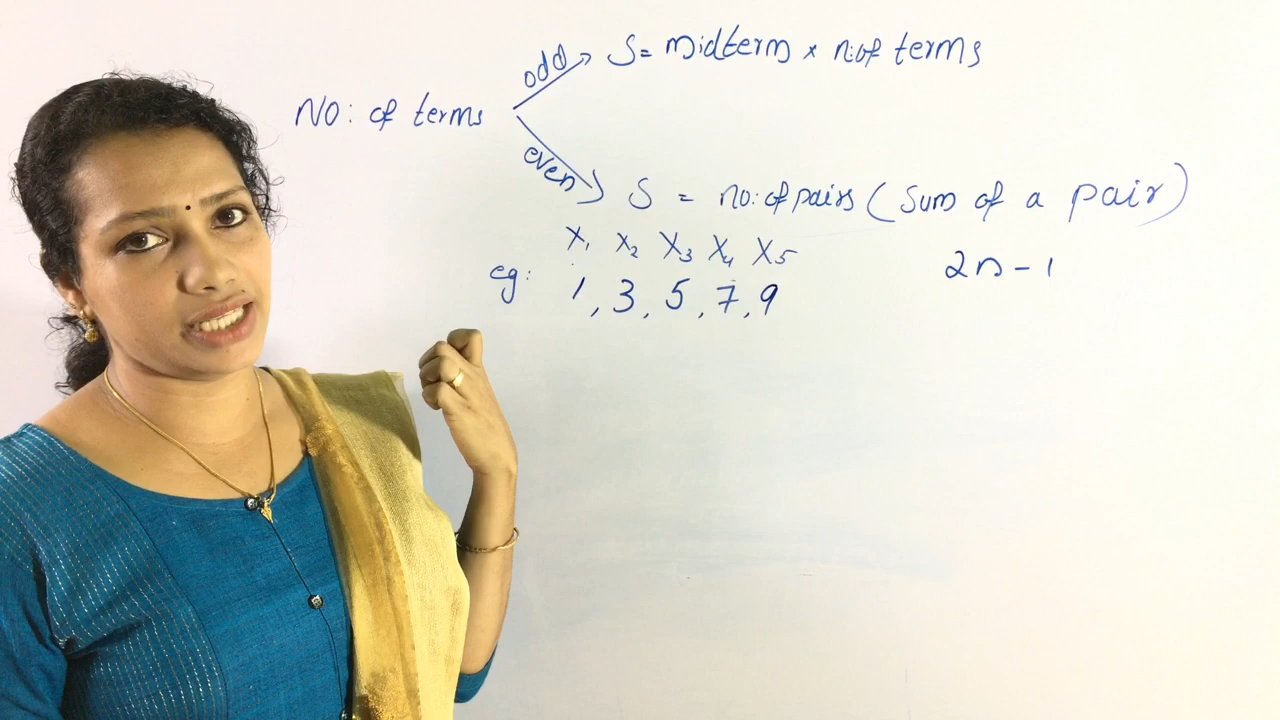 odd S = midterm × n:of terms
NO: of terms
even S = no: of pairs (Sum of a pair)
X1 X2 X3 X4 X5
eg: 1, 3, 5, 7, 9
2n - 1